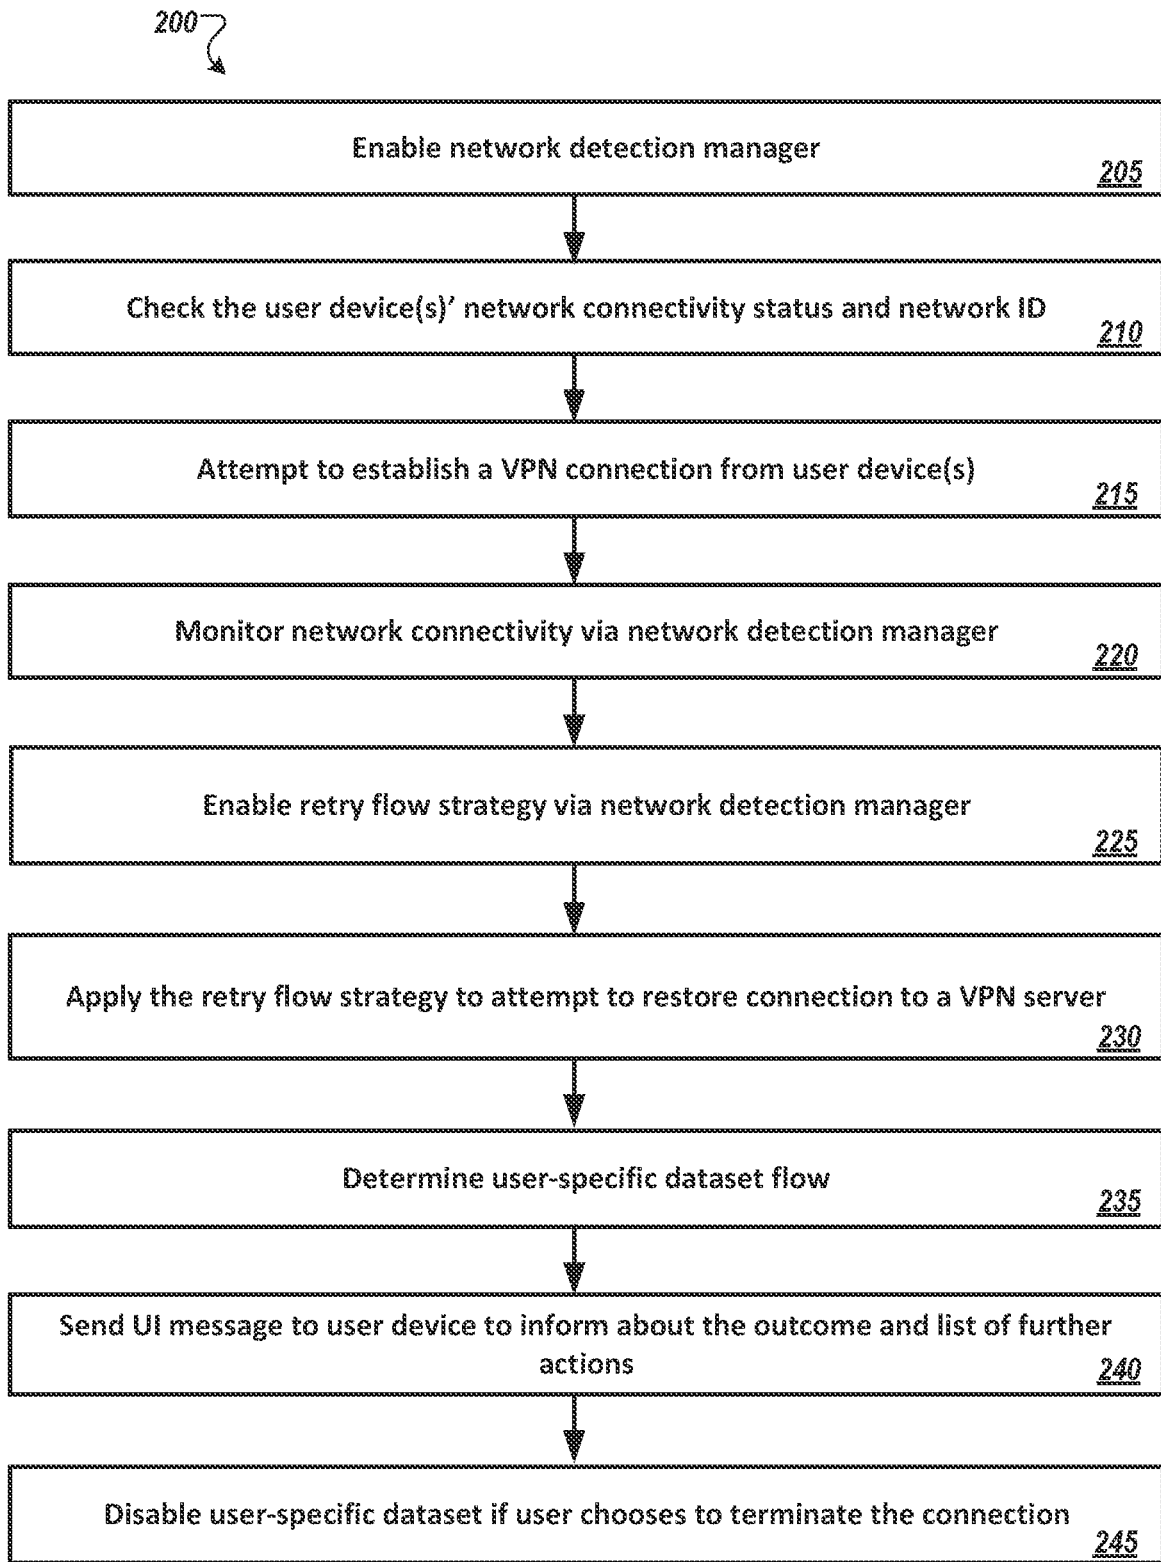 200
Enable network detection manager
205
Check the user device(s)' network connectivity status and network ID
210
Attempt to establish a VPN connection from user device(s)
215
Monitor network connectivity via network detection manager
220
Enable retry flow strategy via network detection manager
225
Apply the retry flow strategy to attempt to restore connection to a VPN server
230
Determine user-specific dataset flow
235
Send UI message to user device to inform about the outcome and list of further
actions
240
Disable user-specific dataset if user chooses to terminate the connection
245